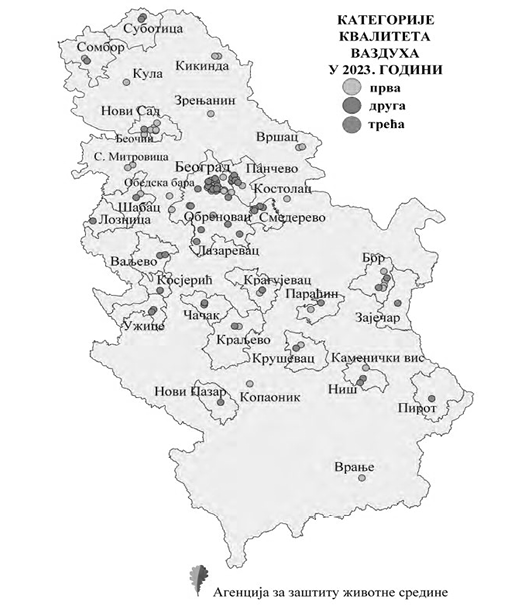 КАТЕГОРИЈЕ
КВАЛИТЕТА
ВАЗДУХА
У 2023. ГОДИНИ
прва
друга
трећа
Суботица
Сомбор
Кикинда
Кула
Зрењанин
Нови Сад
Беочин
Вршац
С. Митровица
Београд
Панчево
Обедска бара
Костолац
Шабац
Обреновац
Смедерево
Лозница
Лазаревац
Ваљево
Бор
Косјерић
Крагујевац
Параћин
Ужице
Чачак
Зајечар
Краљево
Крушевац
Каменички вис
Нови Пазар
Копаоник
Ниш
Пирот
Врање
Агенција за заштиту животне средине